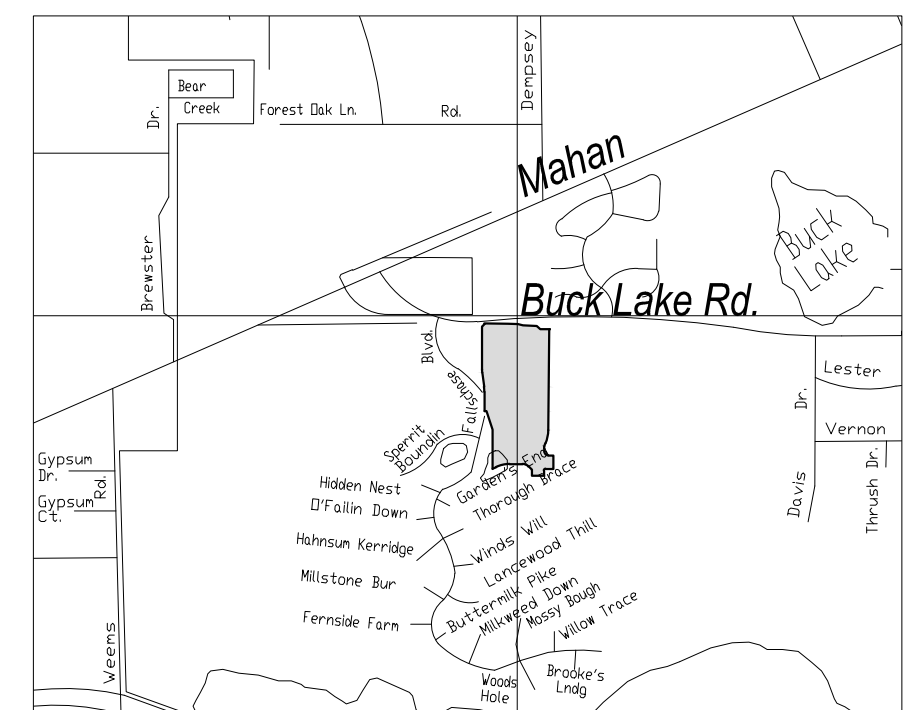 Dempsey
Bear
Creek
Dr.
Forest Oak Ln.
Rd.
Mahan
Buck
Lake
Brewster
Buck Lake Rd.
Blvd.
Fallschase
Lester
Dr.
Vernon
Sperrit
Boundin
Gypsum
Dr.
Rd.
Gypsum
Ct.
Garden's End
Thorough Brace
Hidden Nest
O'Failin Down
Davis
Thrush Dr.
Winds Will
Hahnsum Kerridge
Lancewood Thill
Millstone Bur
Buttermilk Pike
Milkweed Down
Mossy Bough
Willow Trace
Fernside Farm
Weems
Woods
Hole
Brooke's
Lndg